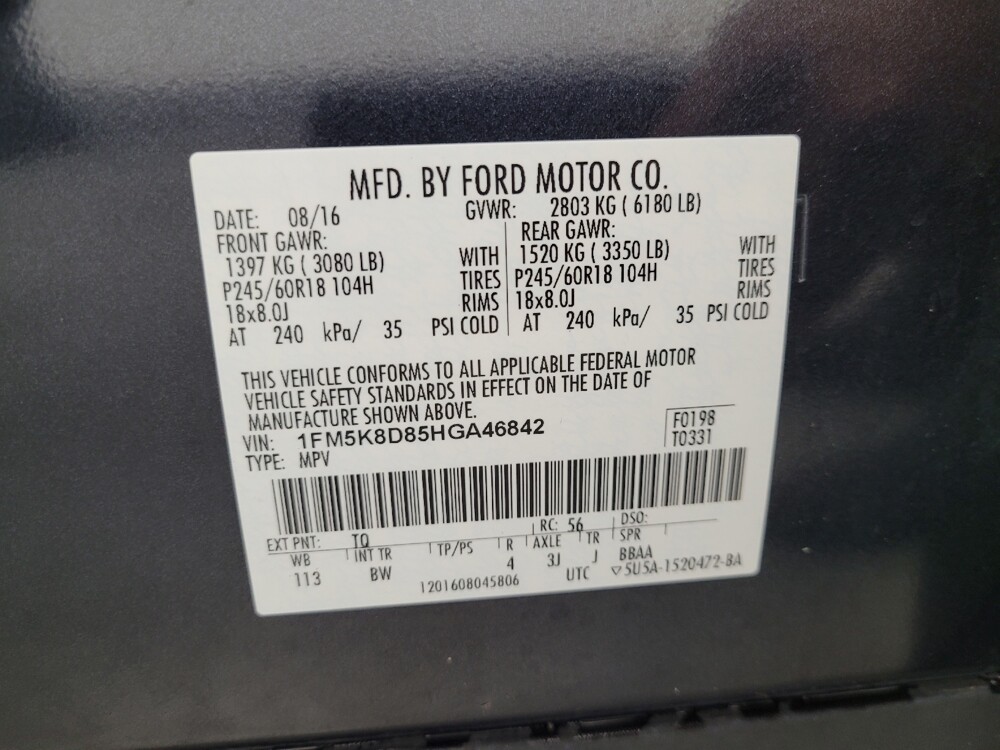 MFD. BY FORD MOTOR CO.
DATE: 08/16 GVWR: 2803 KG ( 6180 LB)
FRONT GAWR: REAR GAWR:
1397 KG ( 3080 LB) WITH 1520 KG ( 3350 LB) WITH
P245/60R18 104H TIRES P245/60R18 104H TIRES
18x8.0J RIMS 18x8.0J RIMS
AT 240 kPa/ 35 PSI COLD AT 240 kPa/ 35 PSI COLD
THIS VEHICLE CONFORMS TO ALL APPLICABLE FEDERAL MOTOR
VEHICLE SAFETY STANDARDS IN EFFECT ON THE DATE OF
MANUFACTURE SHOWN ABOVE.
VIN: 1FM5K8D85HGA46842 F0198
TYPE: MPV T0331
EXT PNT: TQ RC: 56 DSO:
WB INT TR TP/PS R AXLE TR SPR
113 BW 4 3J J BBAA
1201608045806 UTC ▽5U5A-1520472-BA